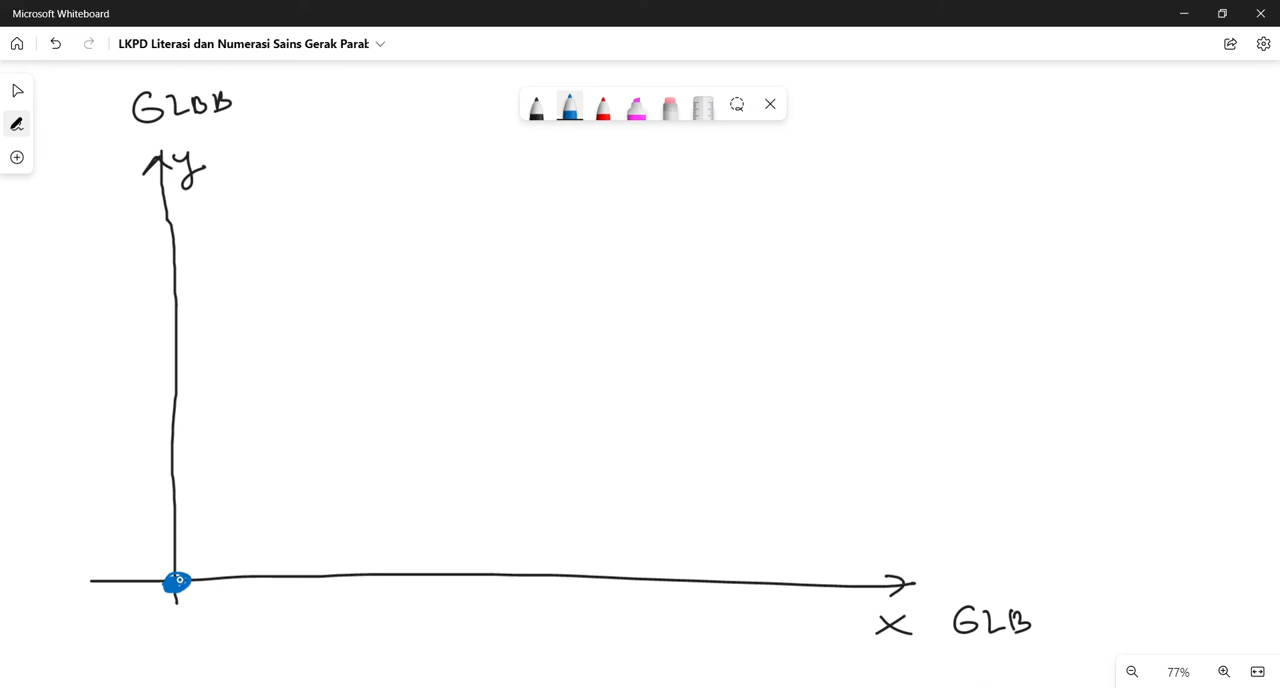 Microsoft Whiteboard
LKPD Literasi dan Numerasi Sains Gerak Parab
GLBB
y
X GLB
77%